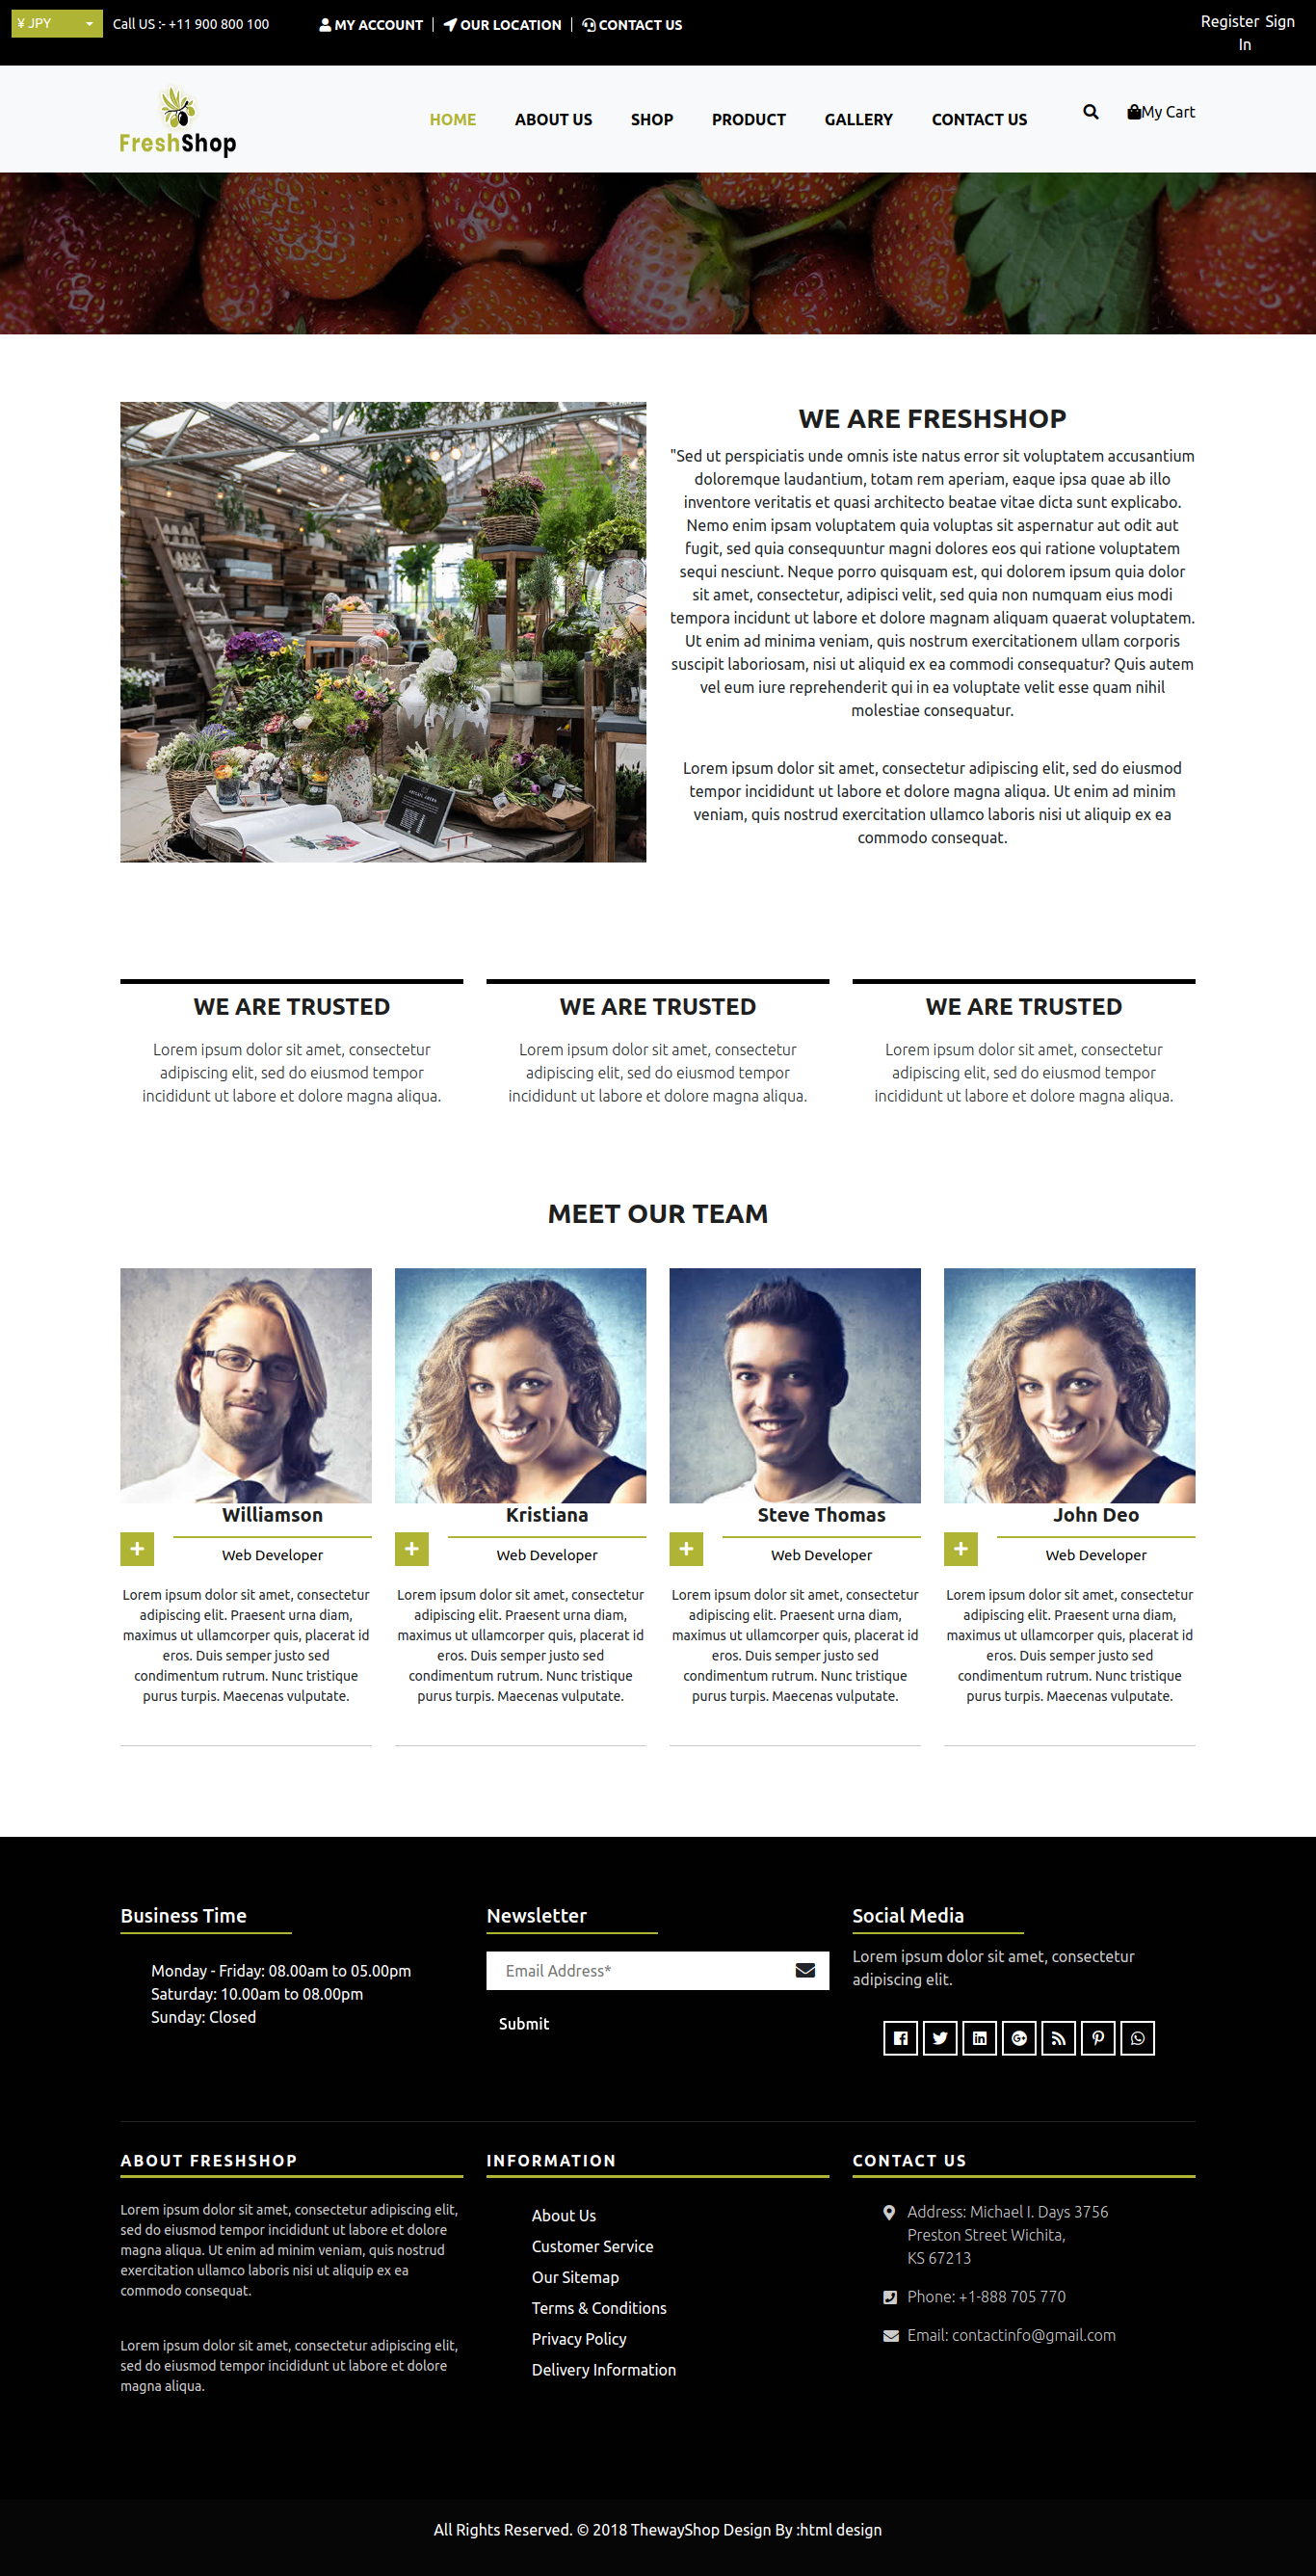 ¥ JPY
Call US :- +11 900 800 100
MY ACCOUNT
OUR LOCATION
CONTACT US
Register Sign
In
FreshShop
HOME
ABOUT US
SHOP
PRODUCT
GALLERY
CONTACT US
My Cart
WE ARE FRESHSHOP
"Sed ut perspiciatis unde omnis iste natus error sit voluptatem accusantium
doloremque laudantium, totam rem aperiam, eaque ipsa quae ab illo
inventore veritatis et quasi architecto beatae vitae dicta sunt explicabo.
Nemo enim ipsam voluptatem quia voluptas sit aspernatur aut odit aut
fugit, sed quia consequuntur magni dolores eos qui ratione voluptatem
sequi nesciunt. Neque porro quisquam est, qui dolorem ipsum quia dolor
sit amet, consectetur, adipisci velit, sed quia non numquam eius modi
tempora incidunt ut labore et dolore magnam aliquam quaerat voluptatem.
Ut enim ad minima veniam, quis nostrum exercitationem ullam corporis
suscipit laboriosam, nisi ut aliquid ex ea commodi consequatur? Quis autem
vel eum iure reprehenderit qui in ea voluptate velit esse quam nihil
molestiae consequatur.
Lorem ipsum dolor sit amet, consectetur adipiscing elit, sed do eiusmod
tempor incididunt ut labore et dolore magna aliqua. Ut enim ad minim
veniam, quis nostrud exercitation ullamco laboris nisi ut aliquip ex ea
commodo consequat.
WE ARE TRUSTED
Lorem ipsum dolor sit amet, consectetur
adipiscing elit, sed do eiusmod tempor
incididunt ut labore et dolore magna aliqua.
WE ARE TRUSTED
Lorem ipsum dolor sit amet, consectetur
adipiscing elit, sed do eiusmod tempor
incididunt ut labore et dolore magna aliqua.
WE ARE TRUSTED
Lorem ipsum dolor sit amet, consectetur
adipiscing elit, sed do eiusmod tempor
incididunt ut labore et dolore magna aliqua.
MEET OUR TEAM
Williamson
Web Developer
Lorem ipsum dolor sit amet, consectetur
adipiscing elit. Praesent urna diam,
maximus ut ullamcorper quis, placerat id
eros. Duis semper justo sed
condimentum rutrum. Nunc tristique
purus turpis. Maecenas vulputate.
Kristiana
Web Developer
Lorem ipsum dolor sit amet, consectetur
adipiscing elit. Praesent urna diam,
maximus ut ullamcorper quis, placerat id
eros. Duis semper justo sed
condimentum rutrum. Nunc tristique
purus turpis. Maecenas vulputate.
Steve Thomas
Web Developer
Lorem ipsum dolor sit amet, consectetur
adipiscing elit. Praesent urna diam,
maximus ut ullamcorper quis, placerat id
eros. Duis semper justo sed
condimentum rutrum. Nunc tristique
purus turpis. Maecenas vulputate.
John Deo
Web Developer
Lorem ipsum dolor sit amet, consectetur
adipiscing elit. Praesent urna diam,
maximus ut ullamcorper quis, placerat id
eros. Duis semper justo sed
condimentum rutrum. Nunc tristique
purus turpis. Maecenas vulputate.
Business Time
Monday - Friday: 08.00am to 05.00pm
Saturday: 10.00am to 08.00pm
Sunday: Closed
Newsletter
Email Address*
Submit
Social Media
Lorem ipsum dolor sit amet, consectetur
adipiscing elit.
ABOUT FRESHSHOP
Lorem ipsum dolor sit amet, consectetur adipiscing elit,
sed do eiusmod tempor incididunt ut labore et dolore
magna aliqua. Ut enim ad minim veniam, quis nostrud
exercitation ullamco laboris nisi ut aliquip ex ea
commodo consequat.
Lorem ipsum dolor sit amet, consectetur adipiscing elit,
sed do eiusmod tempor incididunt ut labore et dolore
magna aliqua.
INFORMATION
About Us
Customer Service
Our Sitemap
Terms & Conditions
Privacy Policy
Delivery Information
CONTACT US
Address: Michael I. Days 3756
Preston Street Wichita,
KS 67213
Phone: +1-888 705 770
Email: contactinfo@gmail.com
All Rights Reserved. © 2018 ThewayShop Design By :html design